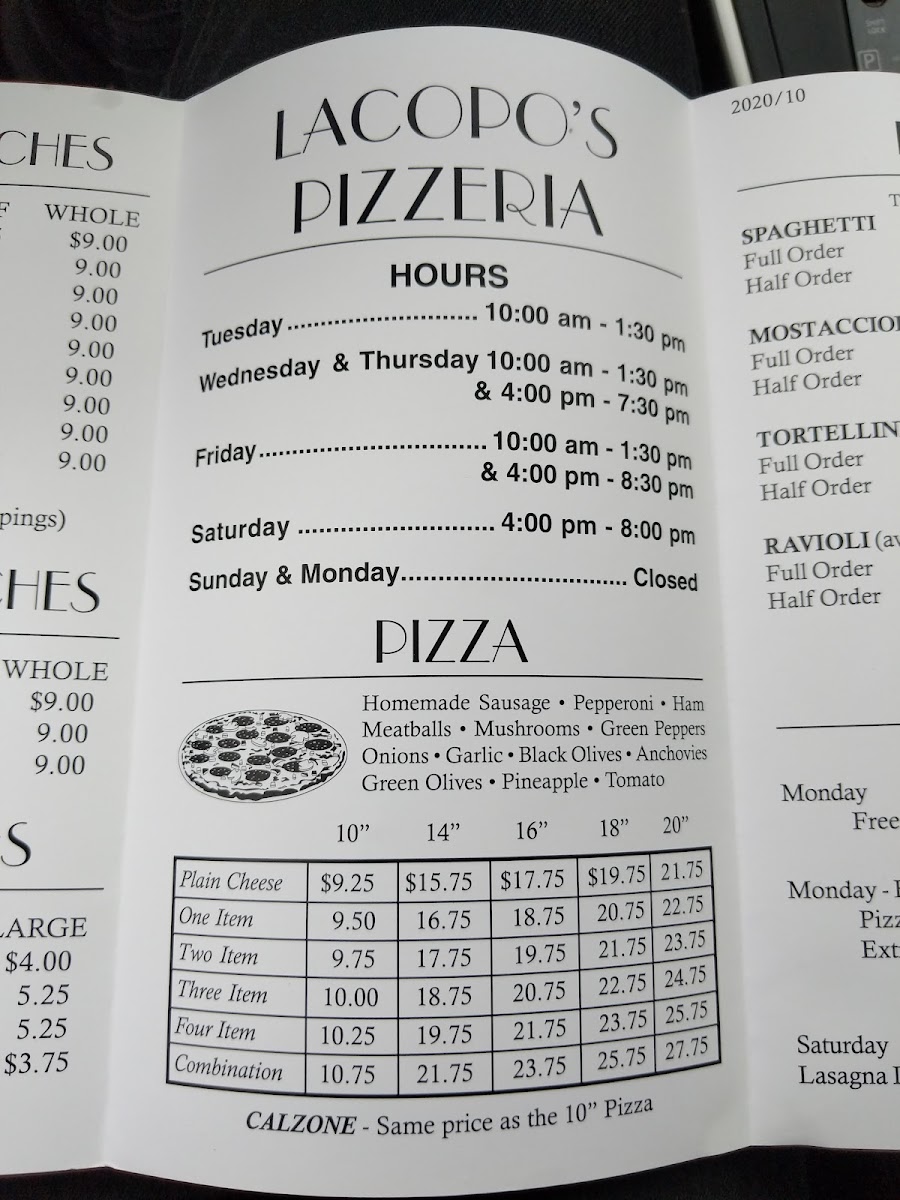 CHES
WHOLE
$9.00
9.00
9.00
9.00
9.00
9.00
9.00
9.00
9.00
pings)
CHES
WHOLE
$9.00
9.00
9.00
S
LARGE
$4.00
5.25
5.25
$3.75
LACOPO'S
PIZZERIA
HOURS
Tuesday............................ 10:00 am - 1:30 pm
Wednesday & Thursday 10:00 am - 1:30 pm
& 4:00 pm - 7:30 pm
Friday.................................. 10:00 am - 1:30 pm
& 4:00 pm - 8:30 pm
Saturday ............................. 4:00 pm - 8:00 pm
Sunday & Monday................................. Closed
PIZZA
Homemade Sausage • Pepperoni • Ham
Meatballs • Mushrooms • Green Peppers
Onions • Garlic • Black Olives • Anchovies
Green Olives • Pineapple • Tomato
10” 14” 16” 18” 20”
Plain Cheese $9.25 $15.75 $17.75 $19.75 21.75
One Item 9.50 16.75 18.75 20.75 22.75
Two Item 9.75 17.75 19.75 21.75 23.75
Three Item 10.00 18.75 20.75 22.75 24.75
Four Item 10.25 19.75 21.75 23.75 25.75
Combination 10.75 21.75 23.75 25.75 27.75
CALZONE - Same price as the 10” Pizza
2020/10
SPAGHETTI
Full Order
Half Order
MOSTACCIOL
Full Order
Half Order
TORTELLIN
Full Order
Half Order
RAVIOLI (av
Full Order
Half Order
Monday
Free
Monday -
Pizz
Ext
Saturday
Lasagna